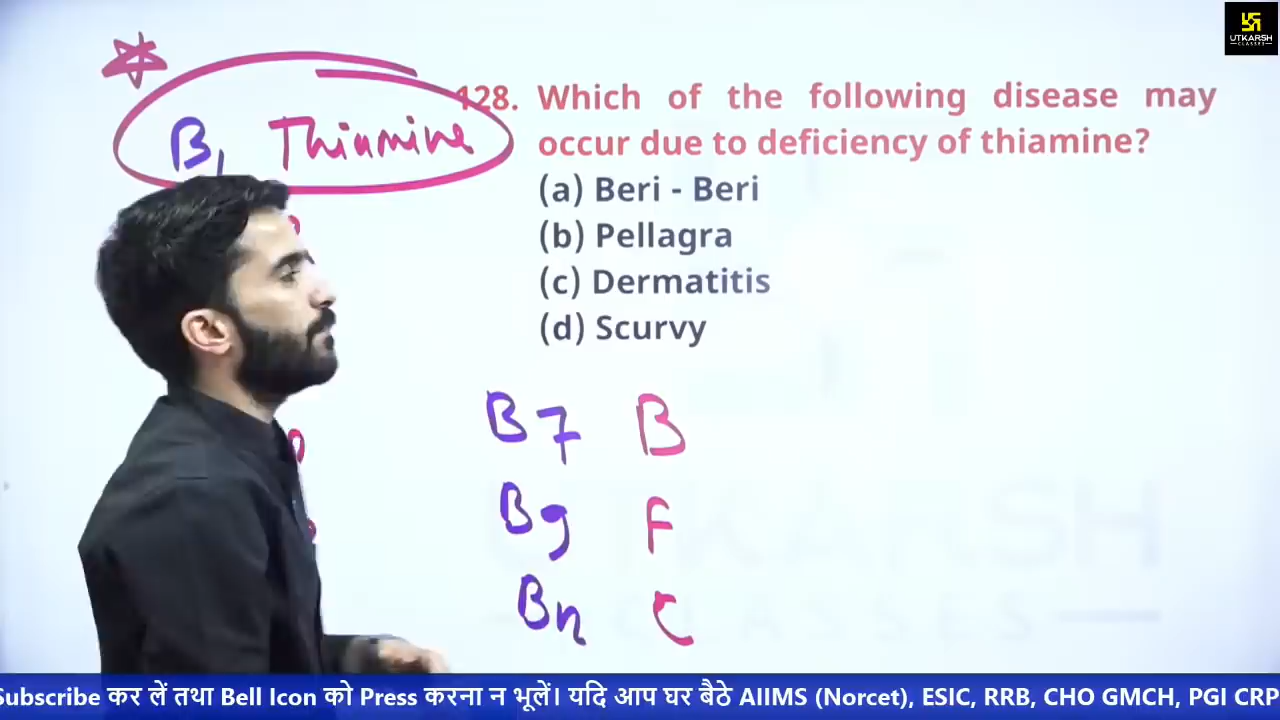 UTKARSH
CLASSES
B1 Thiamine
128. Which of the following disease may
occur due to deficiency of thiamine?
(a) Beri - Beri
(b) Pellagra
(c) Dermatitis
(d) Scurvy
B7 B
B9 F
B12 C
UTKARSH
CLASSES
Subscribe कर लें तथा Bell Icon को Press करना न भूलें। यदि आप घर बैठे AIIMS (Norcet), ESIC, RRB, CHO GMCH, PGI CRP